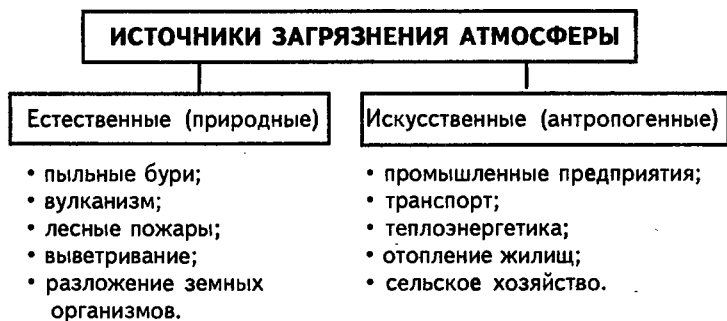 ИСТОЧНИКИ ЗАГРЯЗНЕНИЯ АТМОСФЕРЫ
Естественные (природные)
• пыльные бури;
• вулканизм;
• лесные пожары;
• выветривание;
• разложение земных
организмов.
Искусственные (антропогенные)
• промышленные предприятия;
• транспорт;
• теплоэнергетика;
• отопление жилищ;
• сельское хозяйство.